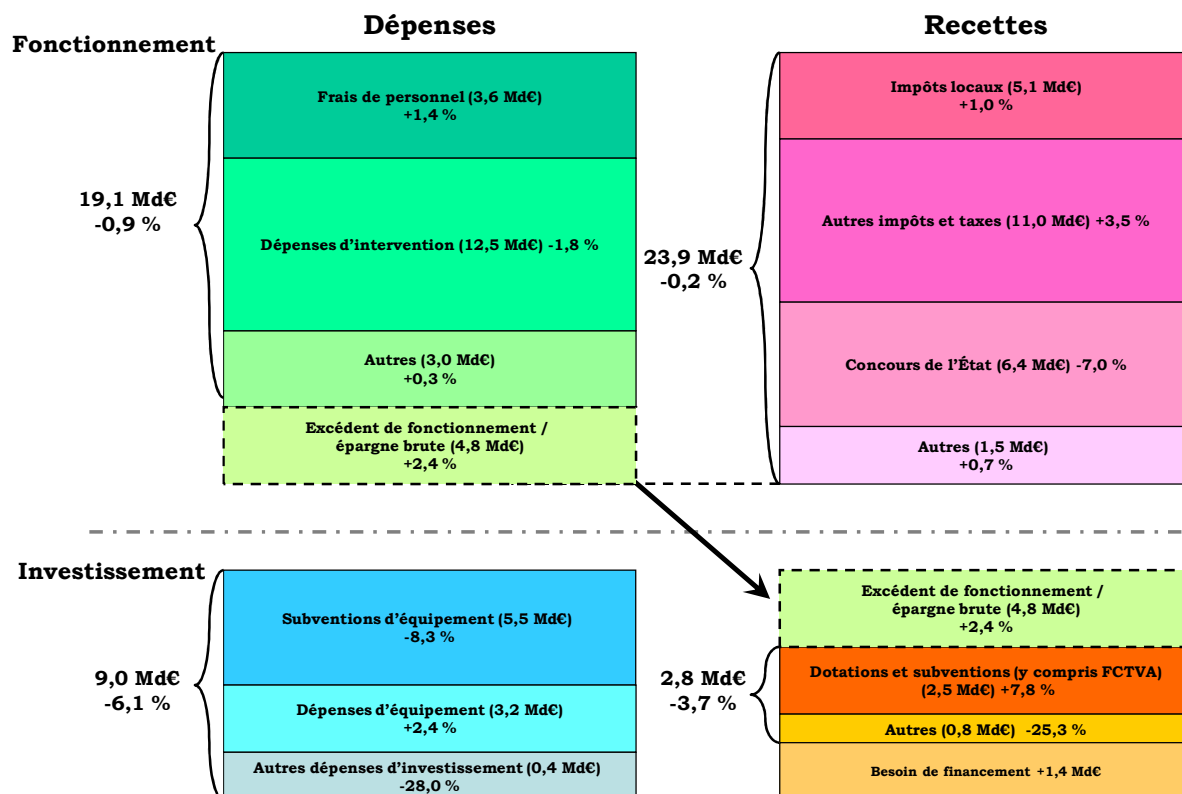 Dépenses
Recettes
Fonctionnement
Frais de personnel (3,6 Md€)
+1,4 %
Dépenses d'intervention (12,5 Md€) -1,8 %
Autres (3,0 Md€)
+0,3 %
Excédent de fonctionnement /
épargne brute (4,8 Md€)
+2,4 %
19,1 Md€
-0,9 %
Impôts locaux (5,1 Md€)
+1,0 %
Autres impôts et taxes (11,0 Md€) +3,5 %
Concours de l'État (6,4 Md€) -7,0 %
Autres (1,5 Md€)
+0,7 %
23,9 Md€
-0,2 %
Investissement
Subventions d'équipement (5,5 Md€)
-8,3 %
Dépenses d'équipement (3,2 Md€)
+2,4 %
Autres dépenses d'investissement (0,4 Md€)
-28,0 %
9,0 Md€
-6,1 %
Excédent de fonctionnement /
épargne brute (4,8 Md€)
+2,4 %
Dotations et subventions (y compris FCTVA)
(2,5 Md€) +7,8 %
Autres (0,8 Md€) -25,3 %
Besoin de financement +1,4 Md€
2,8 Md€
-3,7 %